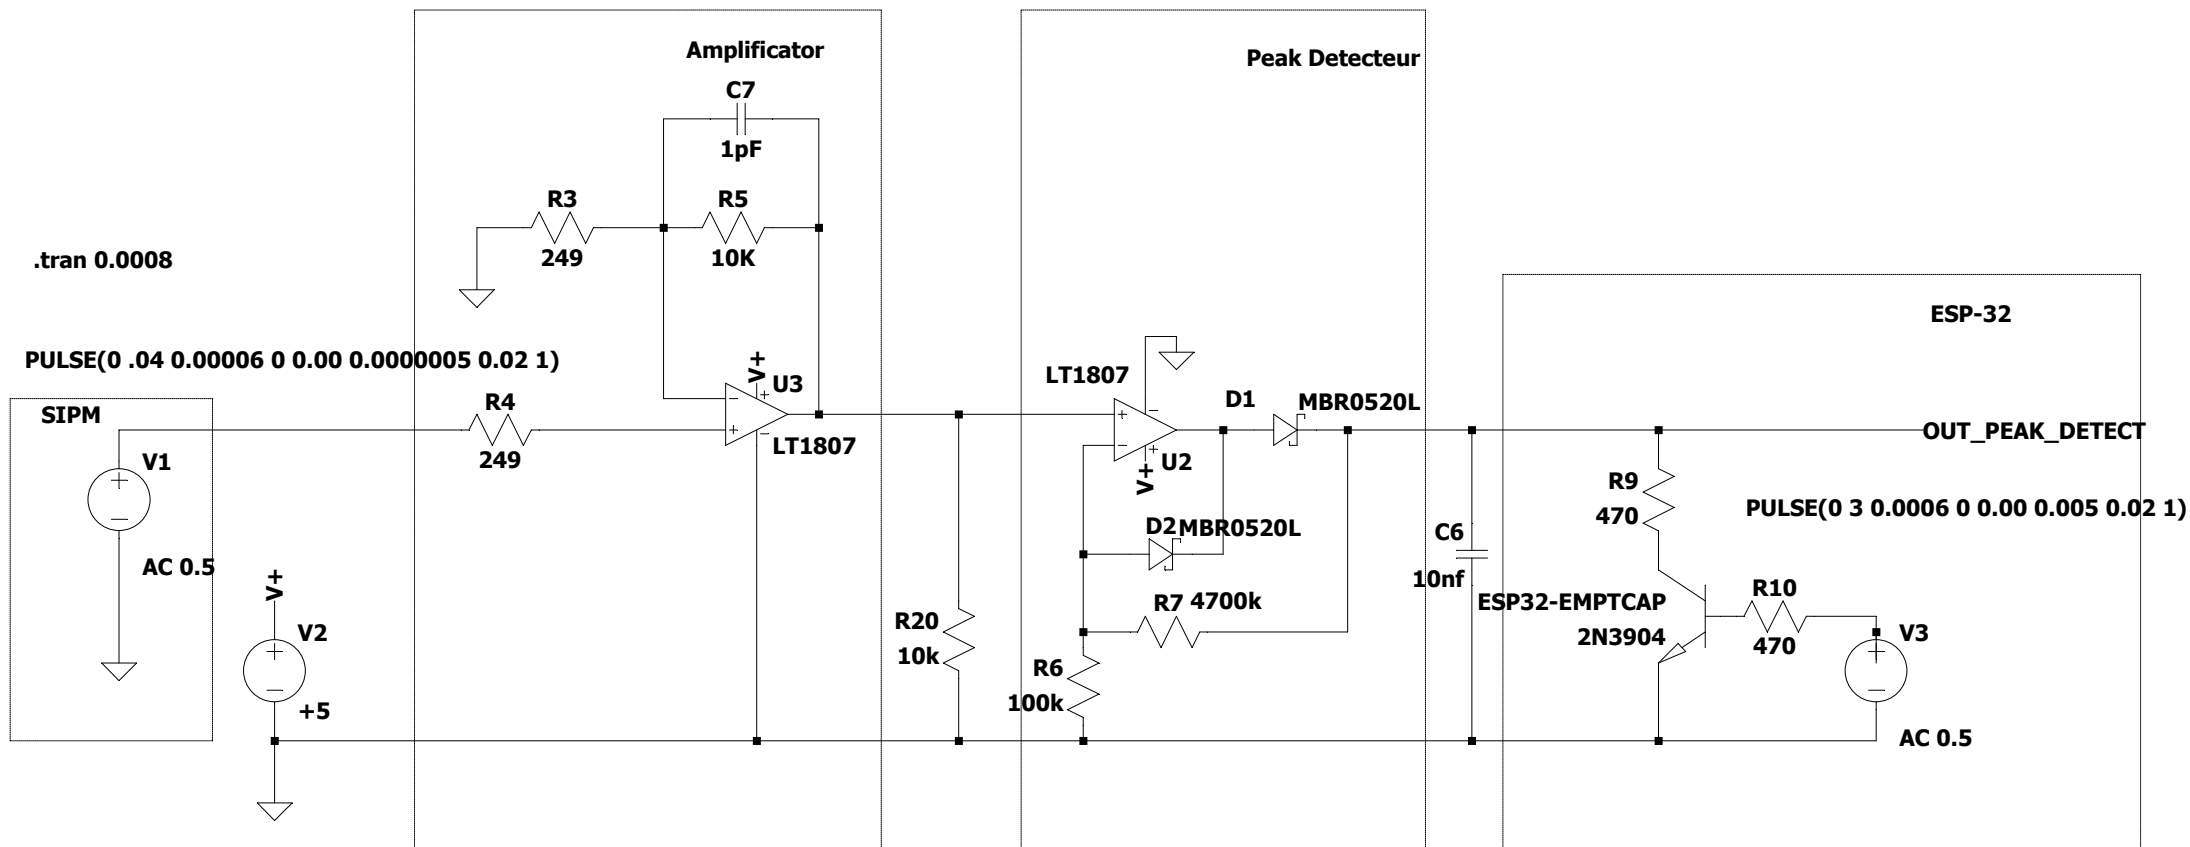 Amplificator
Peak Detecteur
C7
1pF
R3
249
R5
10K
.tran 0.0008
ESP-32
PULSE(0 .04 0.00006 0 0.00 0.0000005 0.02 1)
V+
U3
LT1807
SIPM
R4
249
LT1807
D1
MBR0520L
OUT_PEAK_DETECT
V1
U2
V+
R9
470
PULSE(0 3 0.0006 0 0.00 0.005 0.02 1)
D2
MBR0520L
C6
10nf
AC 0.5
V+
R7
4700k
ESP32-EMPTCAP
2N3904
R10
470
V2
+5
R20
10k
R6
100k
V3
AC 0.5